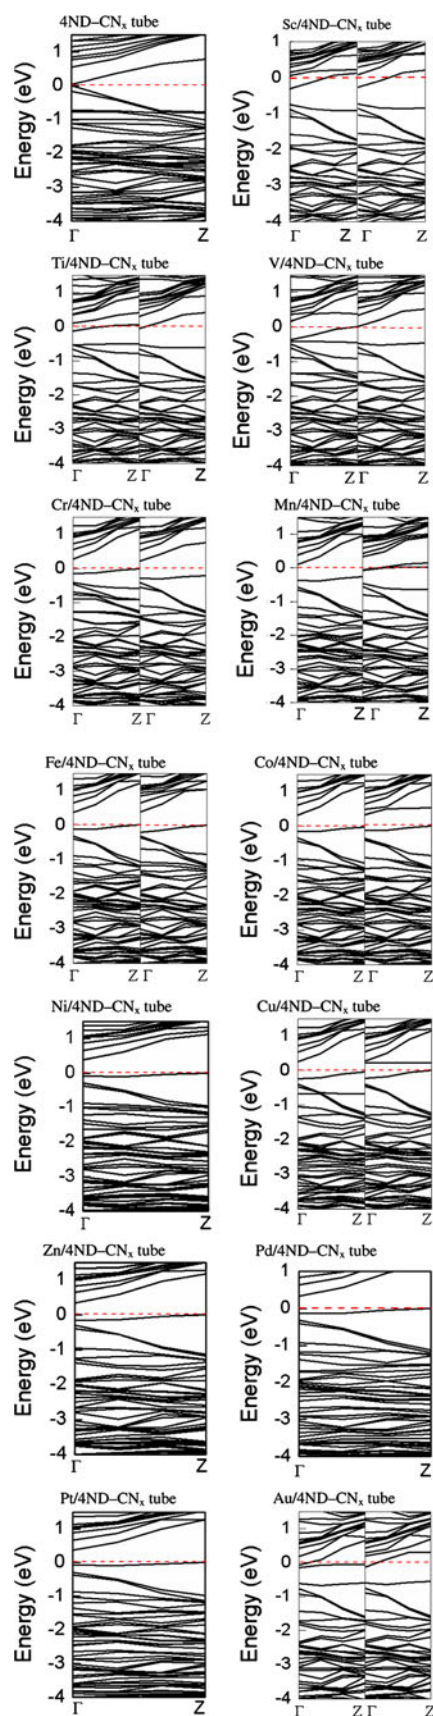 4ND–CNx tube
Energy (eV)
1
0
-1
-2
-3
-4
Γ Z
Sc/4ND–CNx tube
Energy (eV)
1
0
-1
-2
-3
-4
Γ Z Γ Z
Ti/4ND–CNx tube
Energy (eV)
1
0
-1
-2
-3
-4
Γ Z Γ Z
V/4ND–CNx tube
Energy (eV)
1
0
-1
-2
-3
-4
Γ Z Γ Z
Cr/4ND–CNx tube
Energy (eV)
1
0
-1
-2
-3
-4
Γ Z Γ Z
Mn/4ND–CNx tube
Energy (eV)
1
0
-1
-2
-3
-4
Γ Z Γ Z
Fe/4ND–CNx tube
Energy (eV)
1
0
-1
-2
-3
-4
Γ Z Γ Z
Co/4ND–CNx tube
Energy (eV)
1
0
-1
-2
-3
-4
Γ Z Γ Z
Ni/4ND–CNx tube
Energy (eV)
1
0
-1
-2
-3
-4
Γ Z
Cu/4ND–CNx tube
Energy (eV)
1
0
-1
-2
-3
-4
Γ Z Γ Z
Zn/4ND–CNx tube
Energy (eV)
1
0
-1
-2
-3
-4
Γ Z
Pd/4ND–CNx tube
Energy (eV)
1
0
-1
-2
-3
-4
Γ Z
Pt/4ND–CNx tube
Energy (eV)
1
0
-1
-2
-3
-4
Γ Z
Au/4ND–CNx tube
Energy (eV)
1
0
-1
-2
-3
-4
Γ Z Γ Z